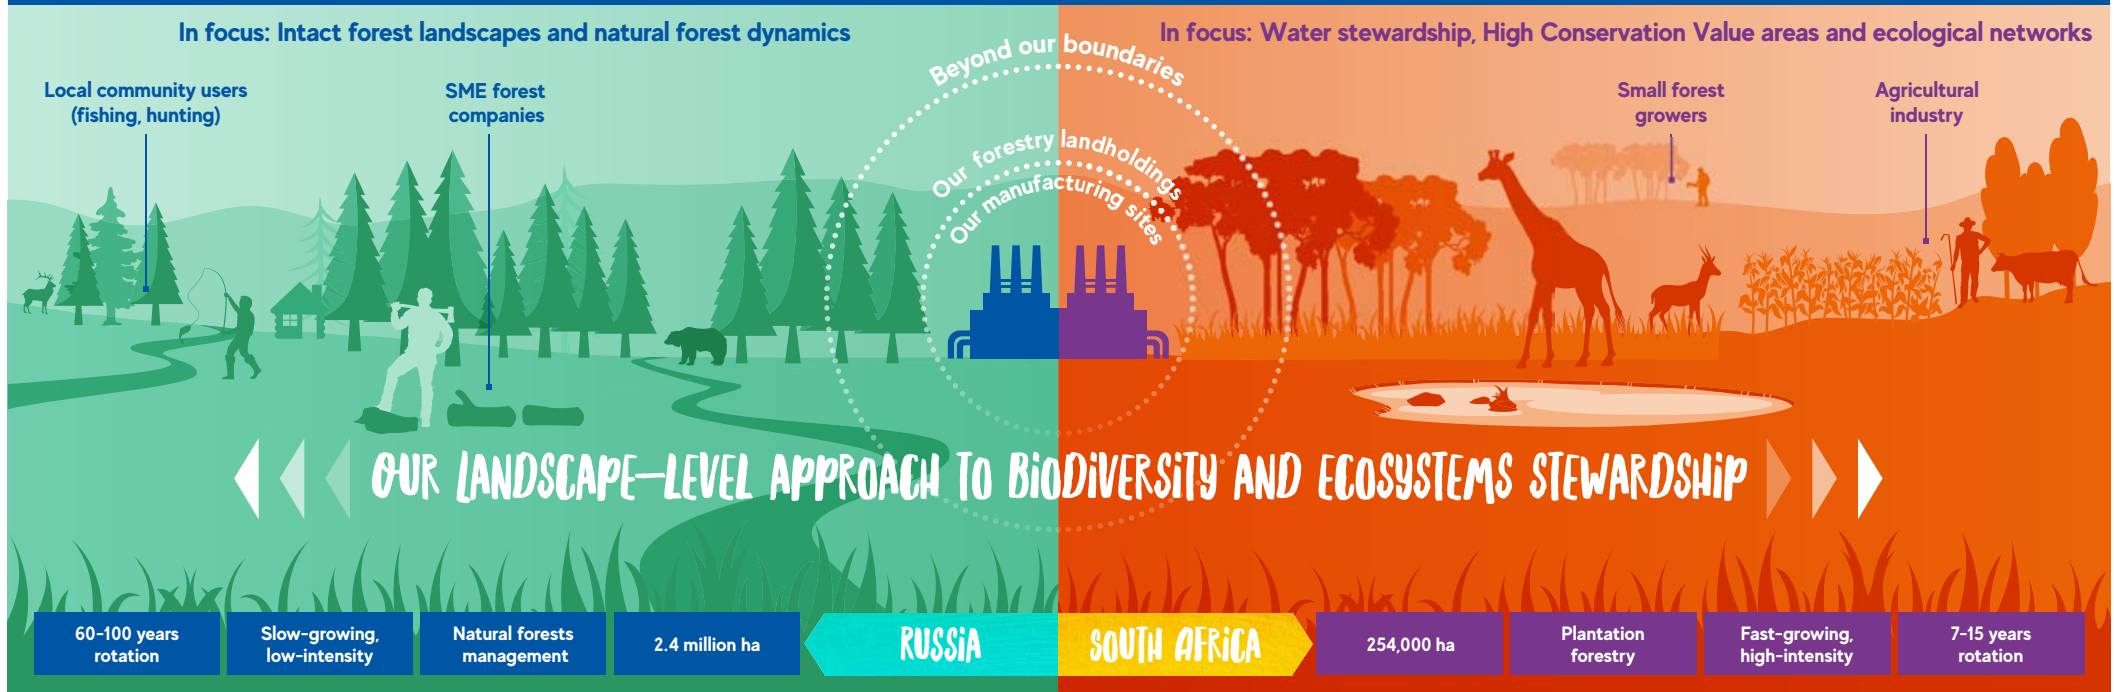 In focus: Intact forest landscapes and natural forest dynamics
In focus: Water stewardship, High Conservation Value areas and ecological networks
Local community users
(fishing, hunting)
SME forest
companies
Beyond our boundaries
Our forestry landholdings
Our manufacturing sites
Small forest
growers
Agricultural
industry
OUR LANDSCAPE-LEVEL APPROACH TO BiODiVERSiTY AND ECOSYSTEMS STEWARDSHiP
60-100 years
rotation
Slow-growing,
low-intensity
Natural forests
management
2.4 million ha
RUSSiA
SOUTH AFRiCA
254,000 ha
Plantation
forestry
Fast-growing,
high-intensity
7-15 years
rotation